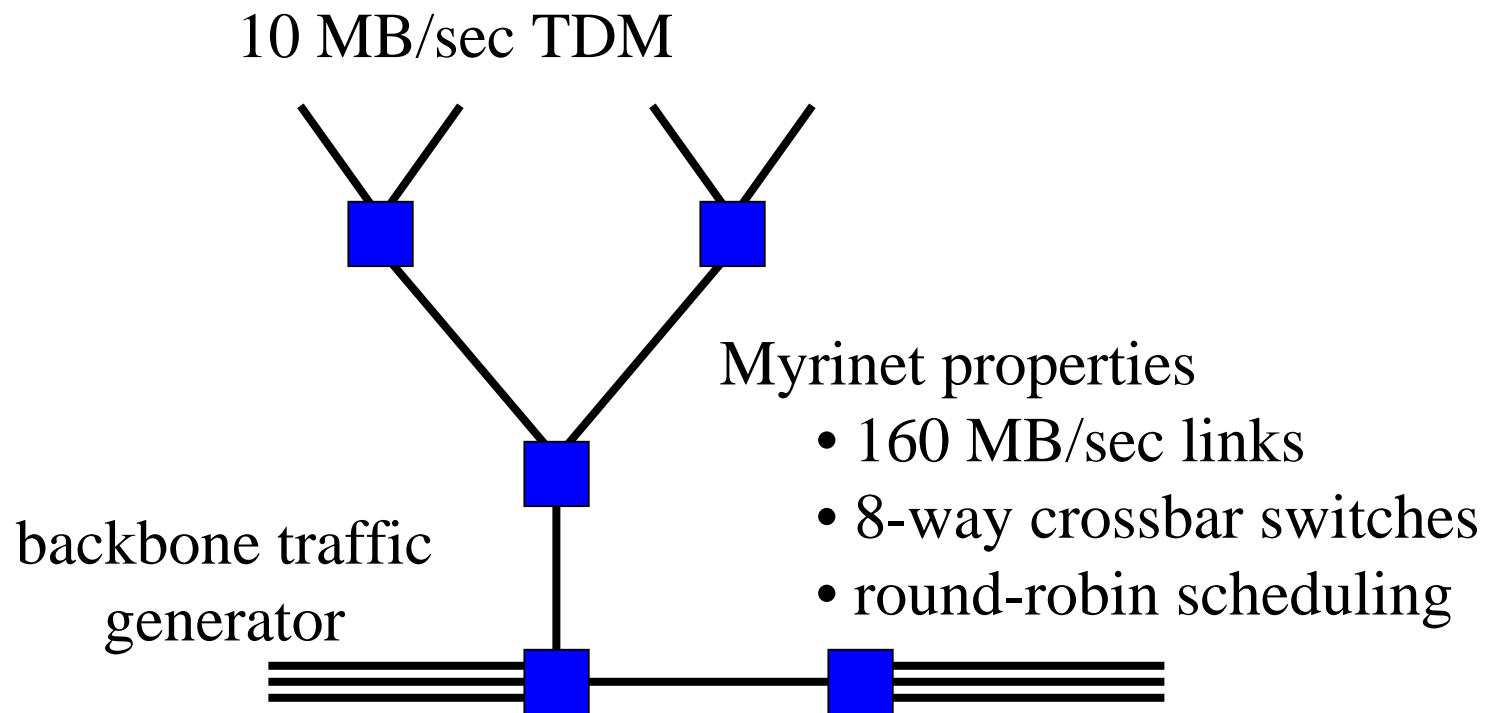 10 MB/sec TDM
Myrinet properties
• 160 MB/sec links
• 8-way crossbar switches
• round-robin scheduling
backbone traffic
generator